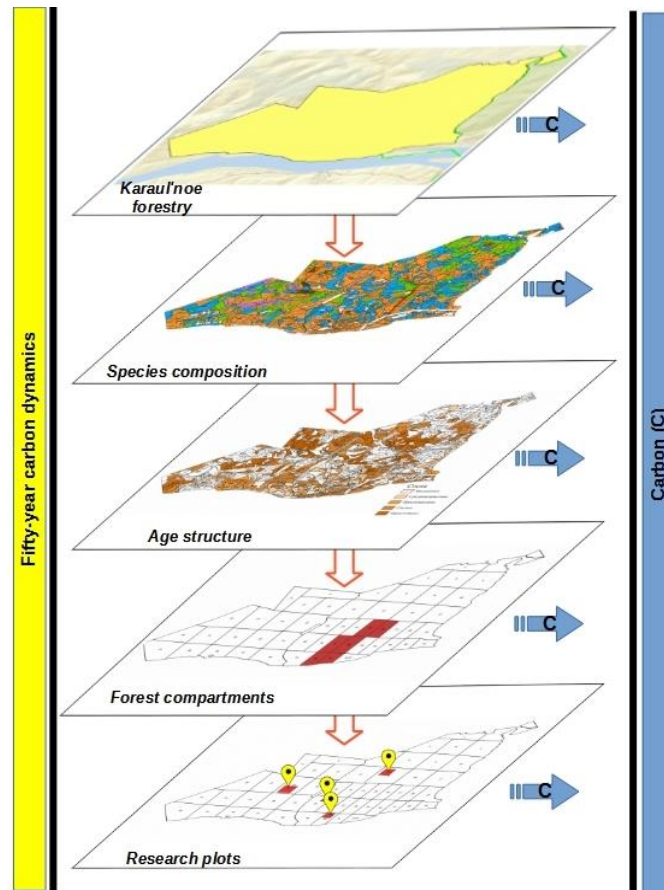 Fifty-year carbon dynamics
Karaul'noe
forestry
C
Species composition
C
Age structure
C
Forest compartments
C
Research plots
C
Carbon (C)